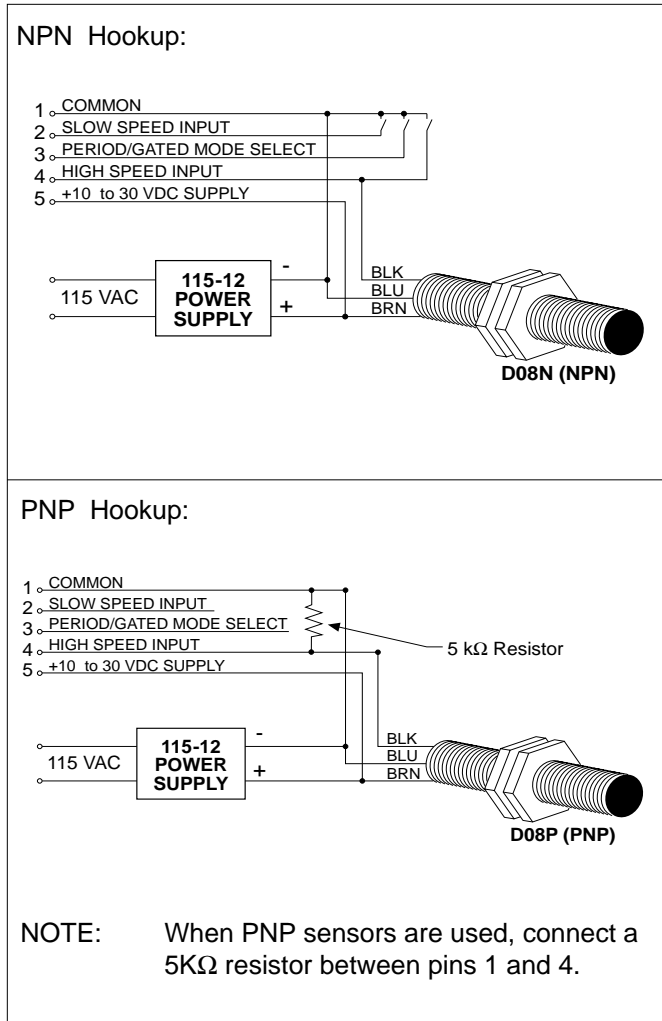 NPN Hookup:
1 COMMON
2 SLOW SPEED INPUT
3 PERIOD/GATED MODE SELECT
4 HIGH SPEED INPUT
5 +10 to 30 VDC SUPPLY
115 VAC
115-12
POWER
SUPPLY
-
+
BLK
BLU
BRN
D08N (NPN)
PNP Hookup:
1 COMMON
2 SLOW SPEED INPUT
3 PERIOD/GATED MODE SELECT
4 HIGH SPEED INPUT
5 +10 to 30 VDC SUPPLY
5 kΩ Resistor
115 VAC
115-12
POWER
SUPPLY
-
+
BLK
BLU
BRN
D08P (PNP)
NOTE: When PNP sensors are used, connect a
5KΩ resistor between pins 1 and 4.